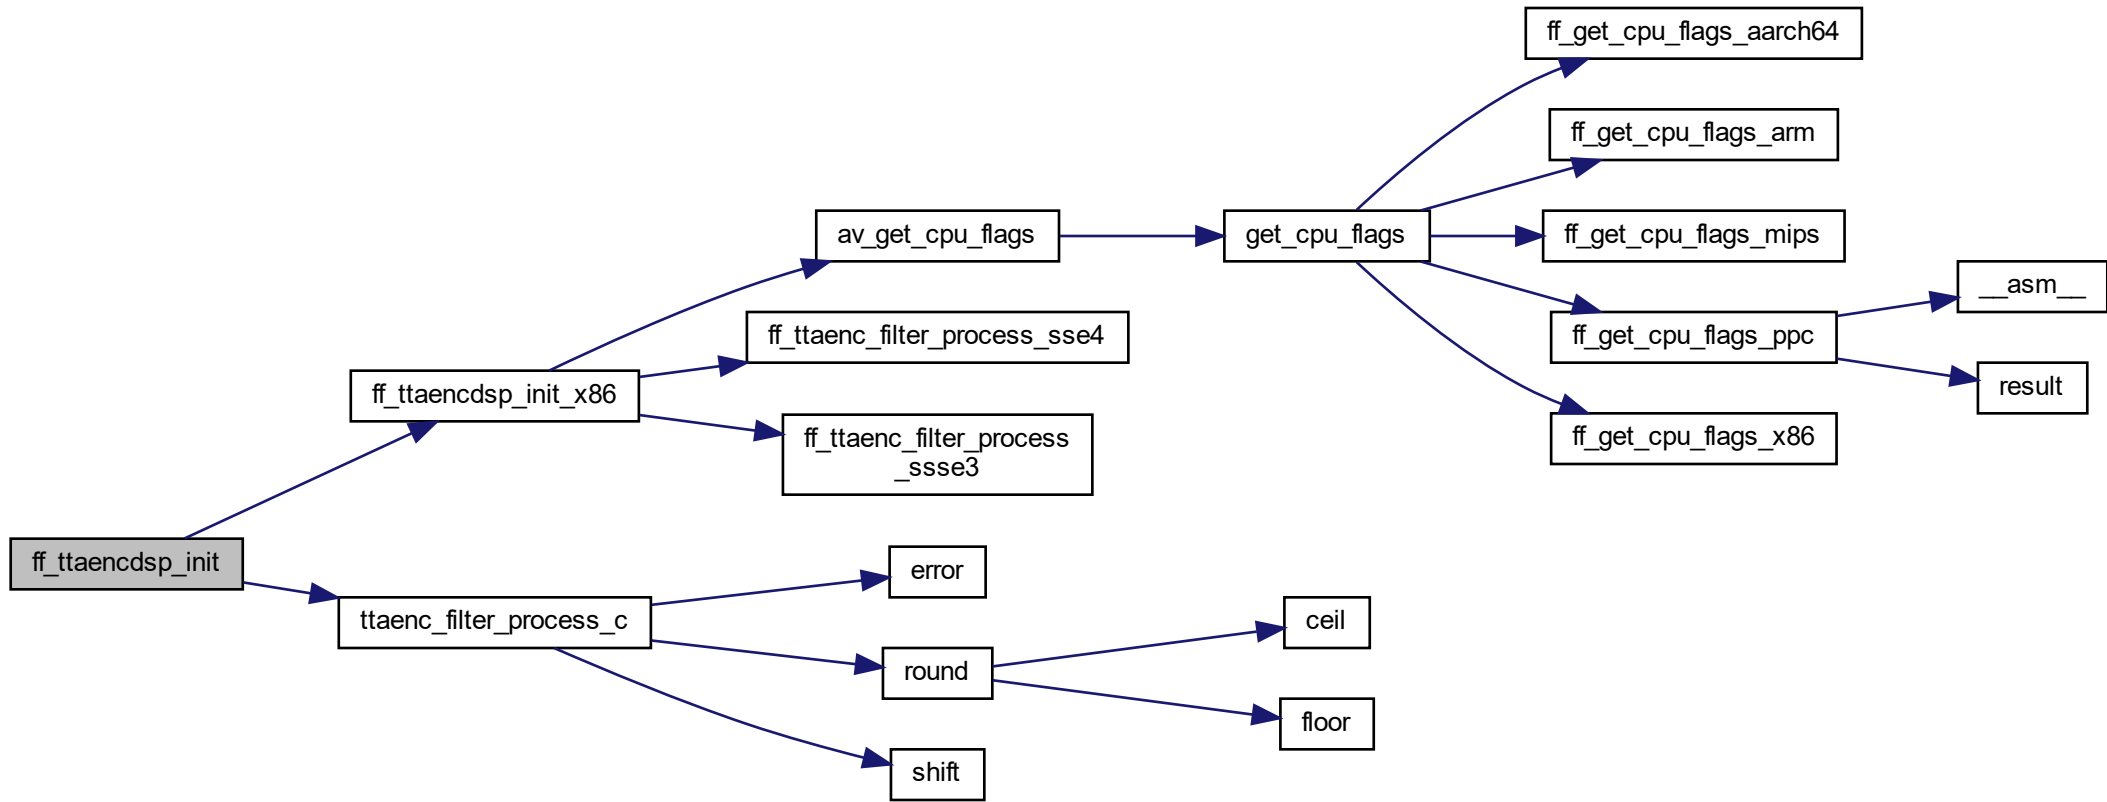 ff_get_cpu_flags_aarch64
ff_get_cpu_flags_arm
av_get_cpu_flags
get_cpu_flags
ff_get_cpu_flags_mips
__asm__
ff_ttaenc_filter_process_sse4
ff_get_cpu_flags_ppc
ff_ttaencdsp_init_x86
result
ff_ttaenc_filter_process
_ssse3
ff_get_cpu_flags_x86
ff_ttaencdsp_init
error
ttaenc_filter_process_c
ceil
round
floor
shift